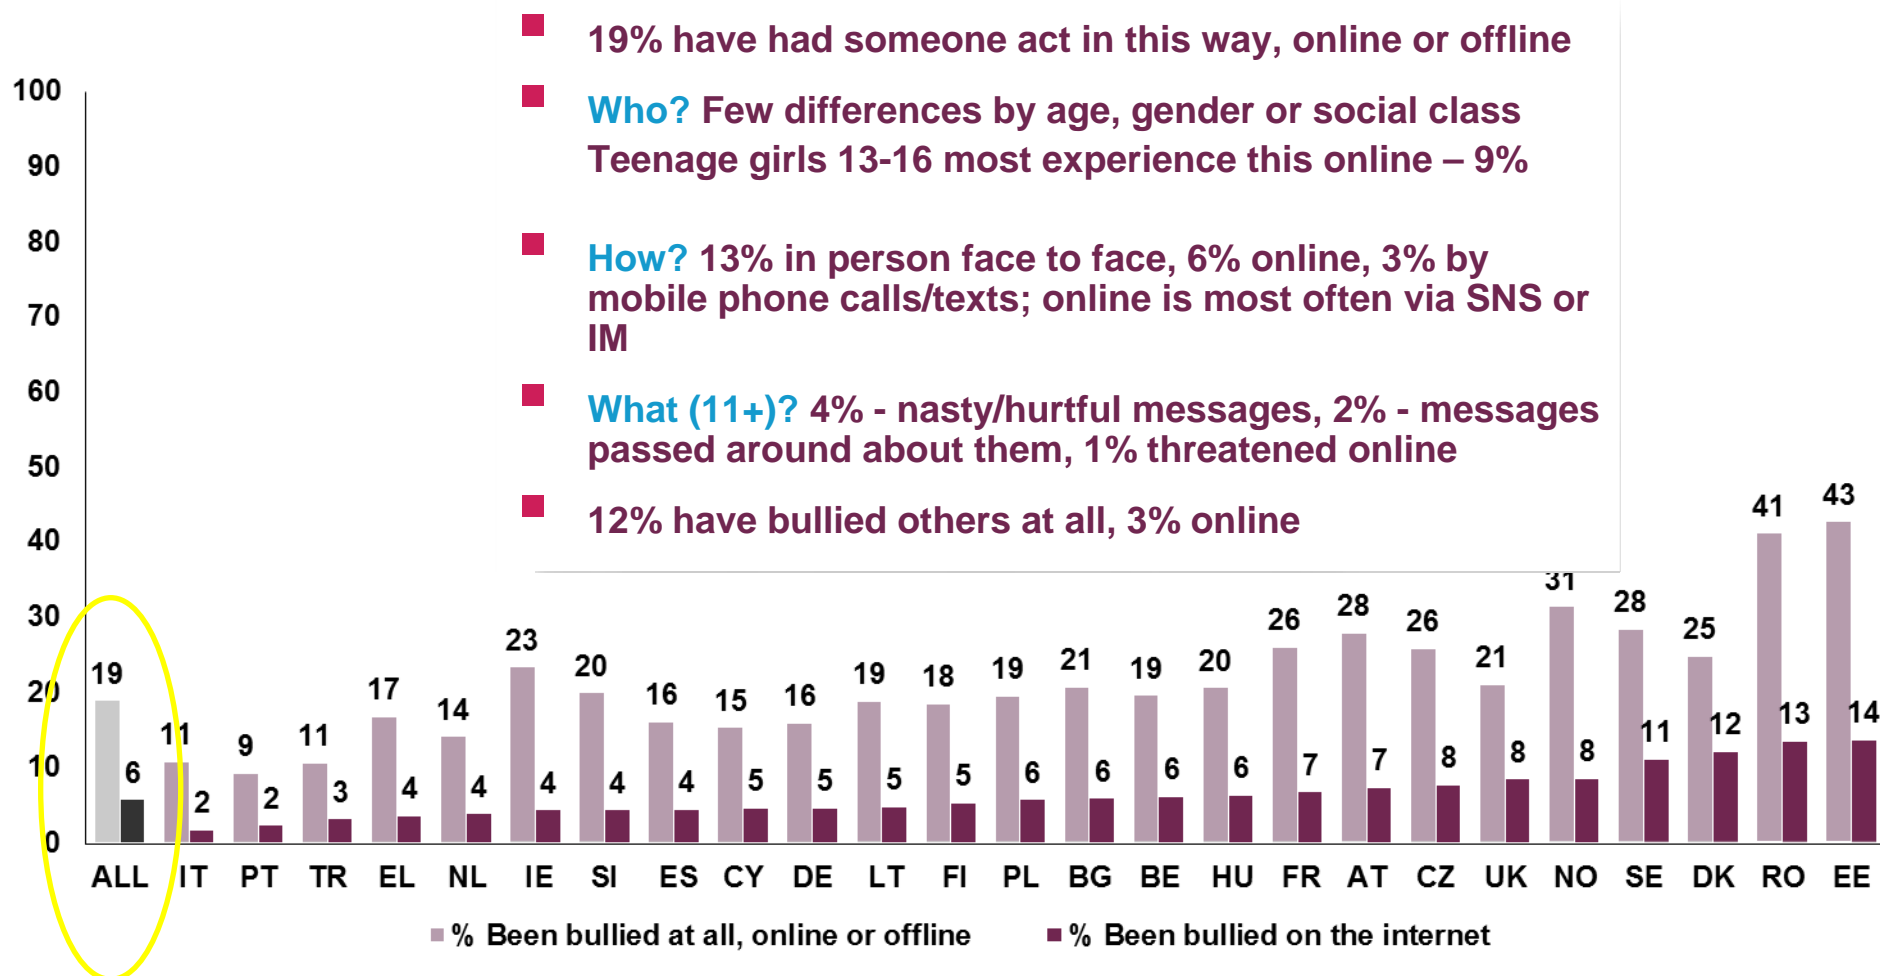 19% have had someone act in this way, online or offline
Who? Few differences by age, gender or social class
Teenage girls 13-16 most experience this online – 9%
How? 13% in person face to face, 6% online, 3% by
mobile phone calls/texts; online is most often via SNS or
IM
What (11+)? 4% - nasty/hurtful messages, 2% - messages
passed around about them, 1% threatened online
12% have bullied others at all, 3% online
100
90
80
70
60
50
40
30
20
10
0
19 11 9 11 17 14 23 20 16 15 16 19 18 19 21 19 20 26 28 26 21 31 28 25 41 43
6 2 2 3 4 4 4 4 4 5 5 5 5 6 6 6 6 7 7 8 8 8 11 12 13 14
ALL IT PT TR EL NL IE SI ES CY DE LT FI PL BG BE HU FR AT CZ UK NO SE DK RO EE
% Been bullied at all, online or offline % Been bullied on the internet